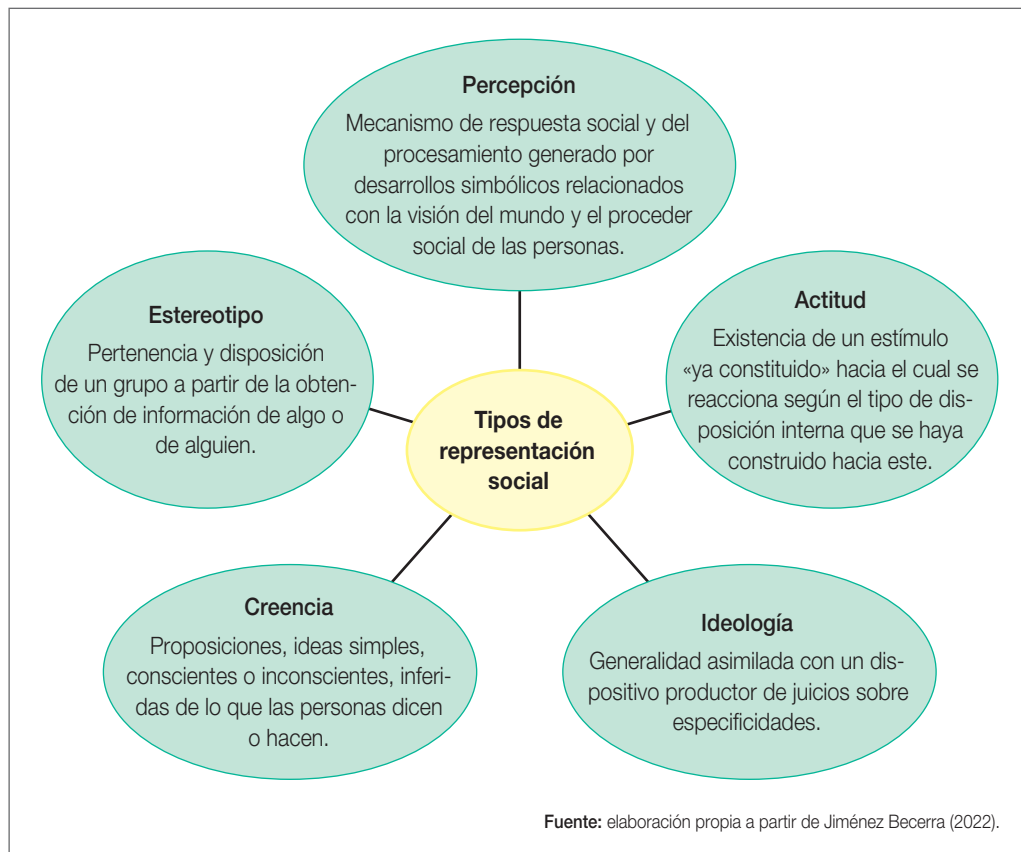 Percepción
Mecanismo de respuesta social y del
procesamiento generado por
desarrollos simbólicos relacionados
con la visión del mundo y el proceder
social de las personas.
Estereotipo
Pertenencia y disposición
de un grupo a partir de la obten-
ción de información de algo o
de alguien.
Actitud
Existencia de un estímulo
«ya constituido» hacia el cual se
reacciona según el tipo de dis-
posición interna que se haya
construido hacia este.
Tipos de
representación
social
Creencia
Proposiciones, ideas simples,
conscientes o inconscientes, inferi-
das de lo que las personas dicen
o hacen.
Ideología
Generalidad asimilada con un dis-
positivo productor de juicios sobre
especificidades.
Fuente: elaboración propia a partir de Jiménez Becerra (2022).